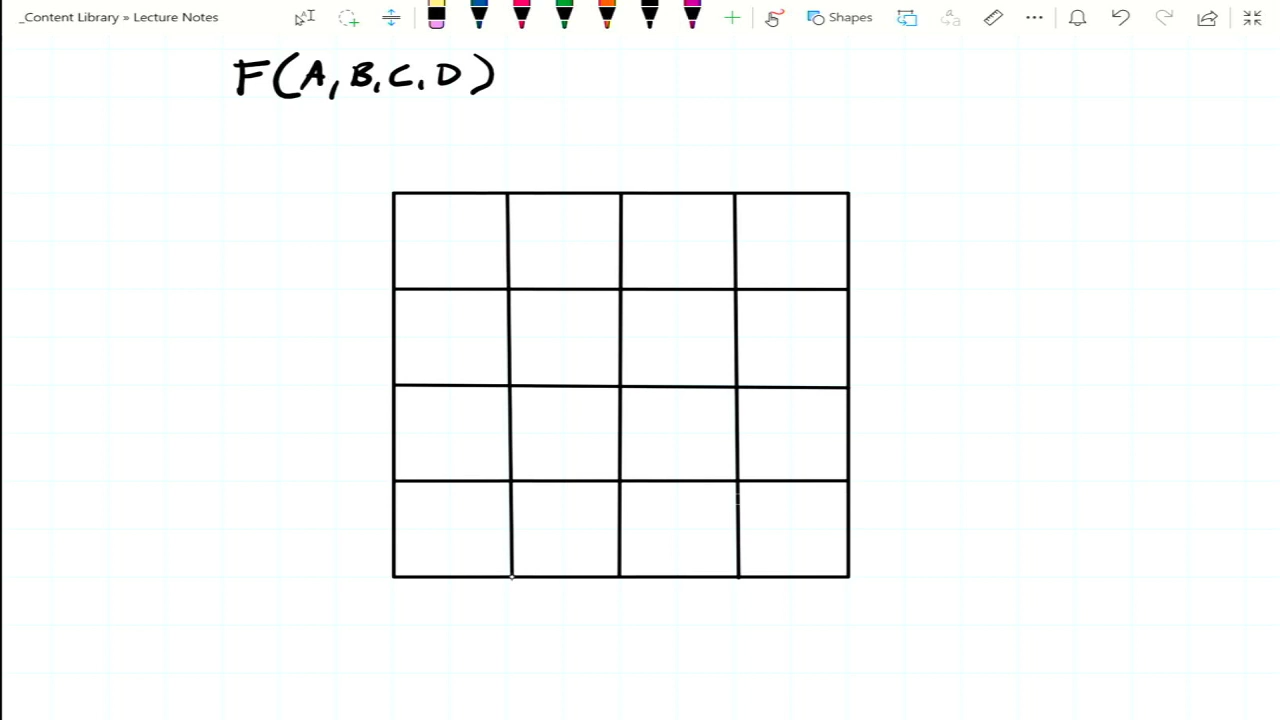 _Content Library » Lecture Notes
Shapes
F(A, B, C, D)